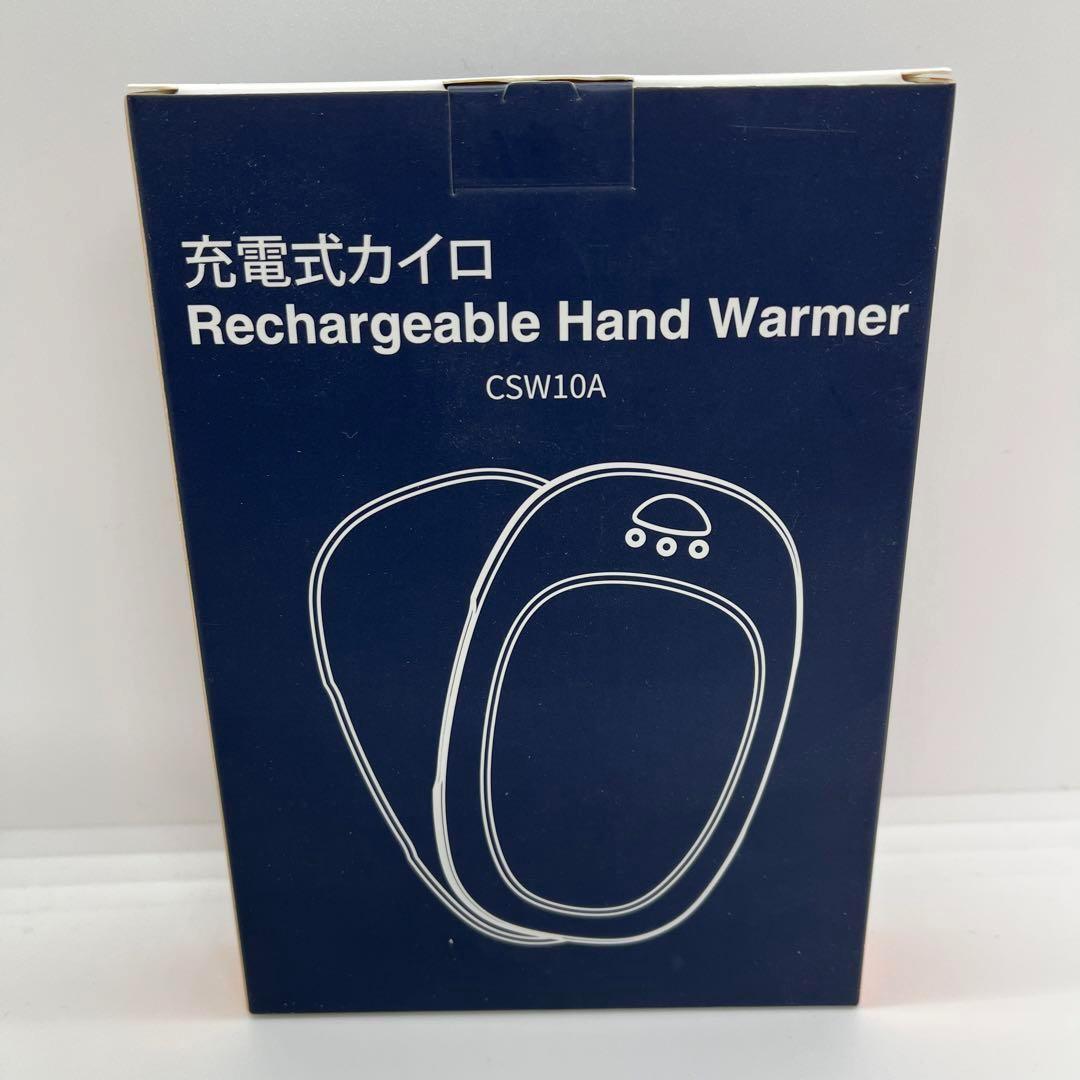 充電式カイロ
Rechargeable Hand Warmer
CSW10A